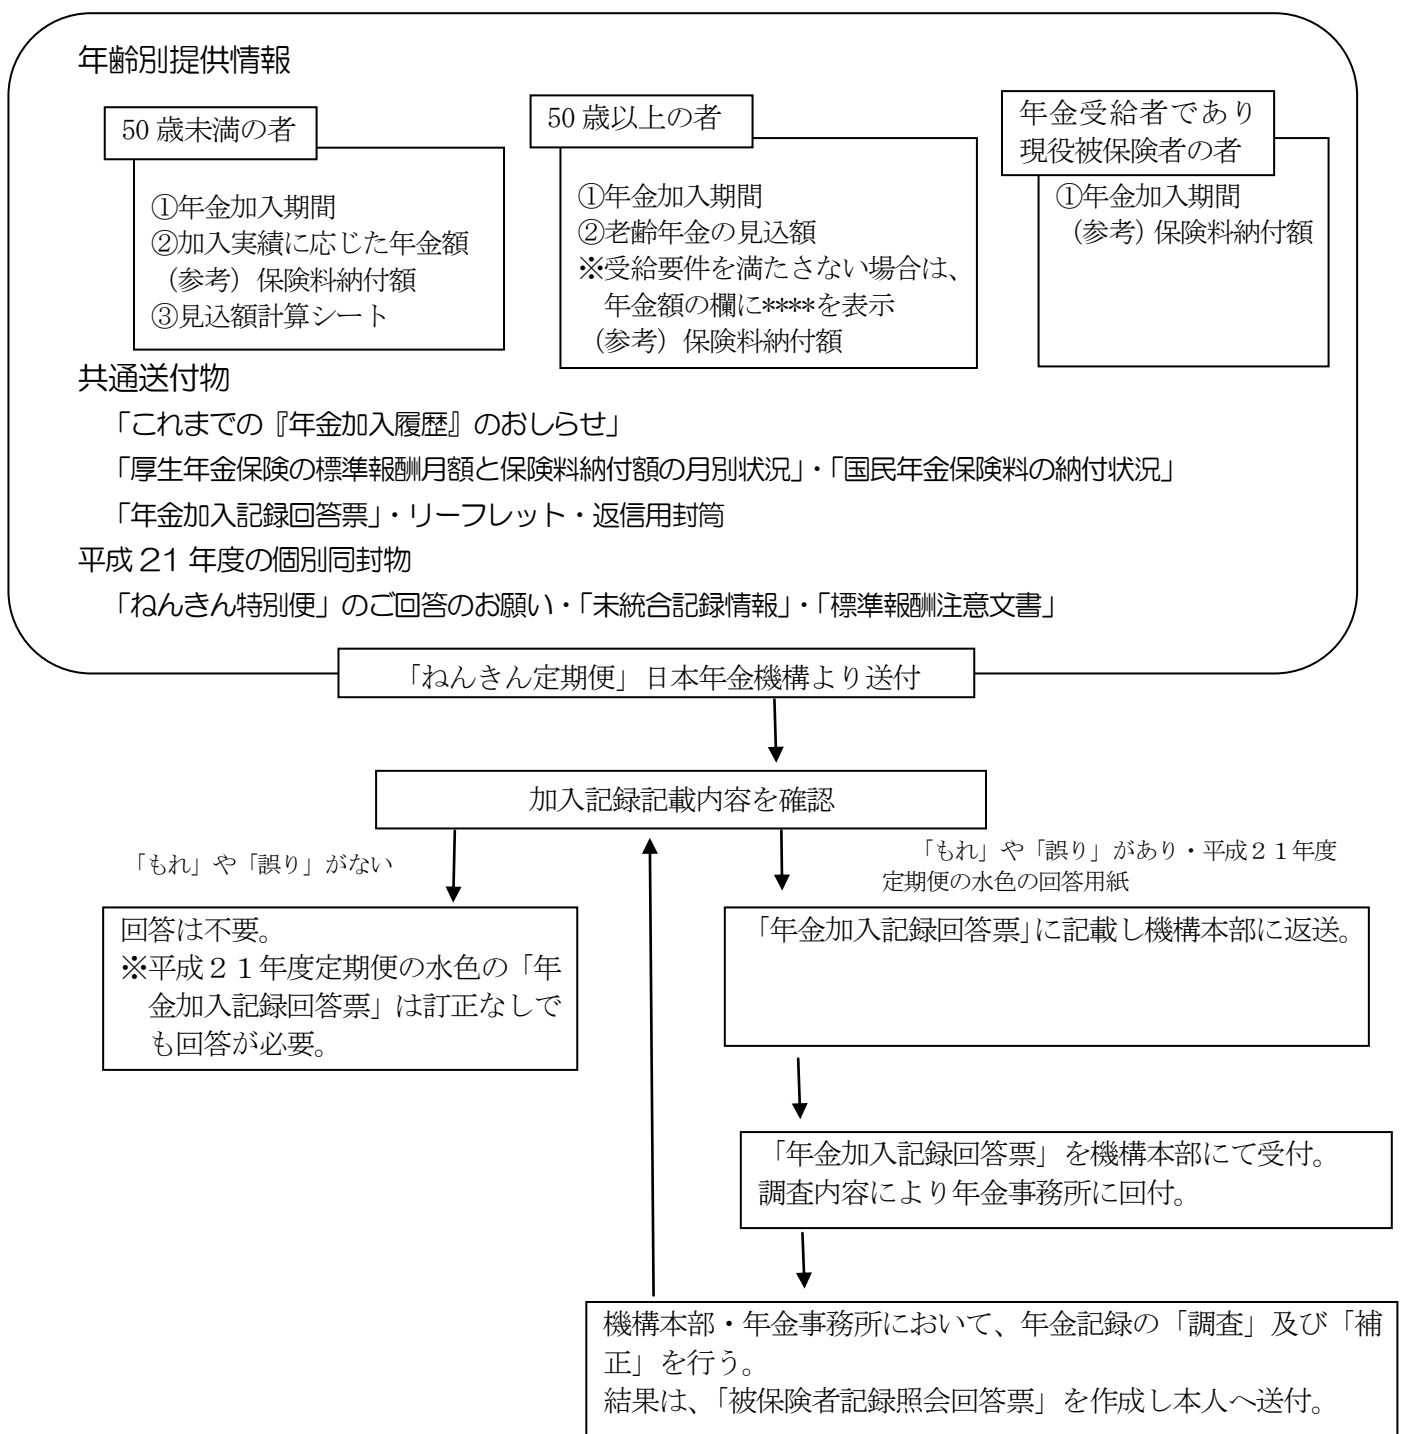 年齢別提供情報
50 歳未満の者
①年金加入期間
②加入実績に応じた年金額
（参考）保険料納付額
③見込額計算シート
50 歳以上の者
①年金加入期間
②老齢年金の見込額
※受給要件を満たさない場合は、
年金額の欄に****を表示
（参考）保険料納付額
年金受給者であり
現役被保険者の者
①年金加入期間
（参考）保険料納付額
共通送付物
「これまでの『年金加入履歴』のおしらせ」
「厚生年金保険の標準報酬月額と保険料納付額の月別状況」・「国民年金保険料の納付状況」
「年金加入記録回答票」・リーフレット・返信用封筒
平成 21 年度の個別同封物
「ねんきん特別便」のご回答のお願い・「未統合記録情報」・「標準報酬注意文書」
「ねんきん定期便」日本年金機構より送付
加入記録記載内容を確認
「もれ」や「誤り」がない
「もれ」や「誤り」があり・平成２１年度
定期便の水色の回答用紙
回答は不要。
※平成２１年度定期便の水色の「年
金加入記録回答票」は訂正なしで
も回答が必要。
「年金加入記録回答票」に記載し機構本部に返送。
「年金加入記録回答票」を機構本部にて受付。
調査内容により年金事務所に回付。
機構本部・年金事務所において、年金記録の「調査」及び「補
正」を行う。
結果は、「被保険者記録照会回答票」を作成し本人へ送付。